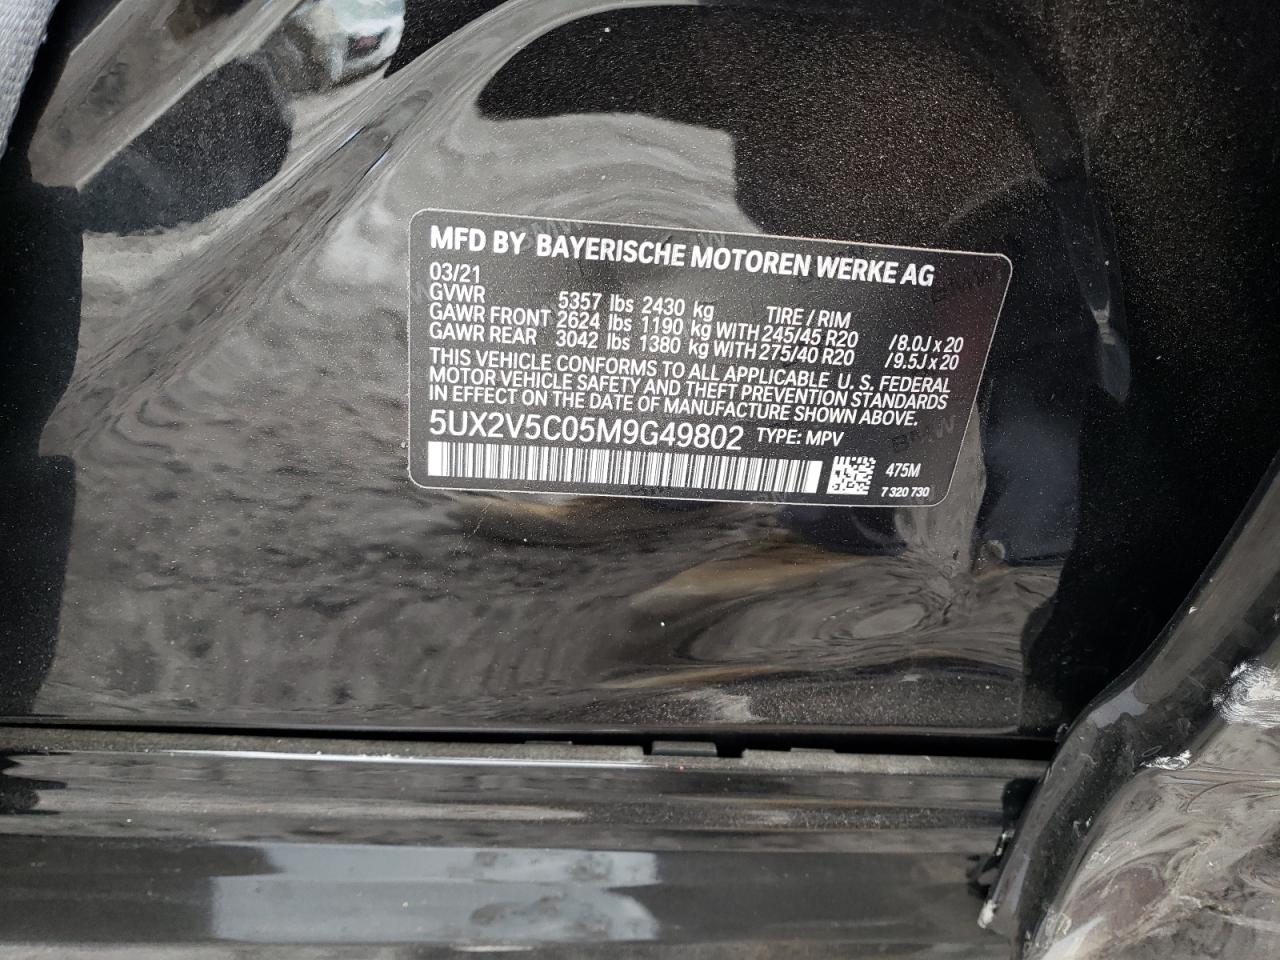 MFD BY BAYERISCHE MOTOREN WERKE AG
03/21
GVWR 5357 lbs 2430 kg TIRE / RIM
GAWR FRONT 2624 lbs 1190 kg WITH 245/45 R20 /8.0J x 20
GAWR REAR 3042 lbs 1380 kg WITH 275/40 R20 /9.5J x 20
THIS VEHICLE CONFORMS TO ALL APPLICABLE U. S. FEDERAL
MOTOR VEHICLE SAFETY AND THEFT PREVENTION STANDARDS
IN EFFECT ON THE DATE OF MANUFACTURE SHOWN ABOVE.
5UX2V5C05M9G49802 TYPE: MPV
475M
7 320 730